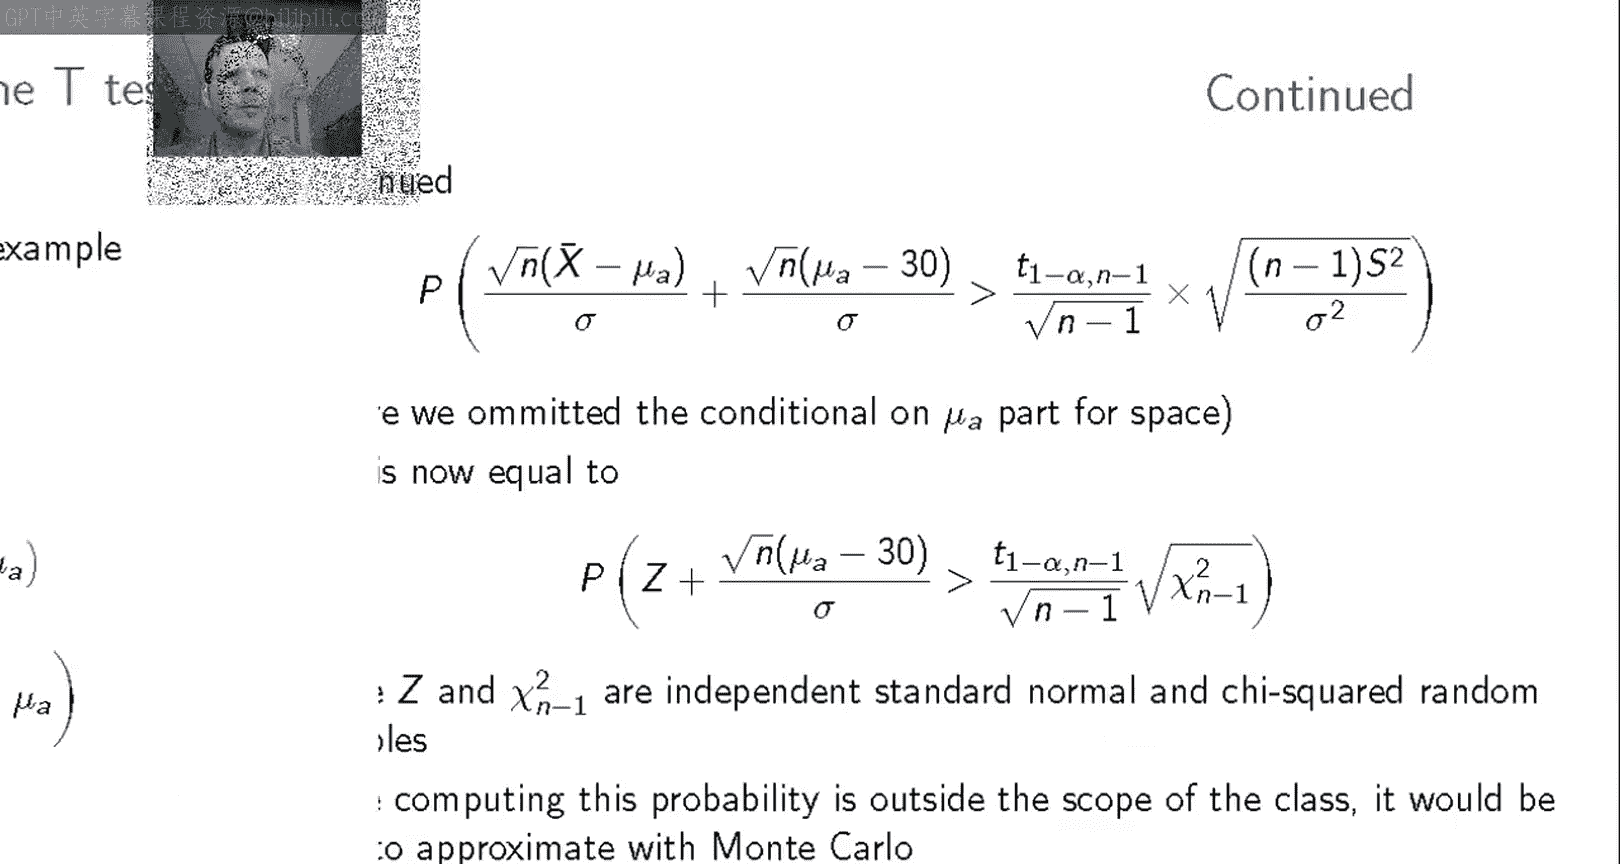 GPT中英字幕课程资源@bilibili.co
ne T tes
Continued
nued
example
P ( √n(X̄ − μₐ)/σ + √n(μₐ − 30)/σ > t₁₋α,ₙ₋₁/√(n − 1) × √((n − 1)S²/σ²) )
e we ommitted the conditional on μₐ part for space)
is now equal to
μₐ)
P ( Z + √n(μₐ − 30)/σ > t₁₋α,ₙ₋₁/√(n − 1) √(χ²ₙ₋₁) )
μₐ)
e Z and χ²ₙ₋₁ are independent standard normal and chi-squared random
bles
e computing this probability is outside the scope of the class, it would be
to approximate with Monte Carlo